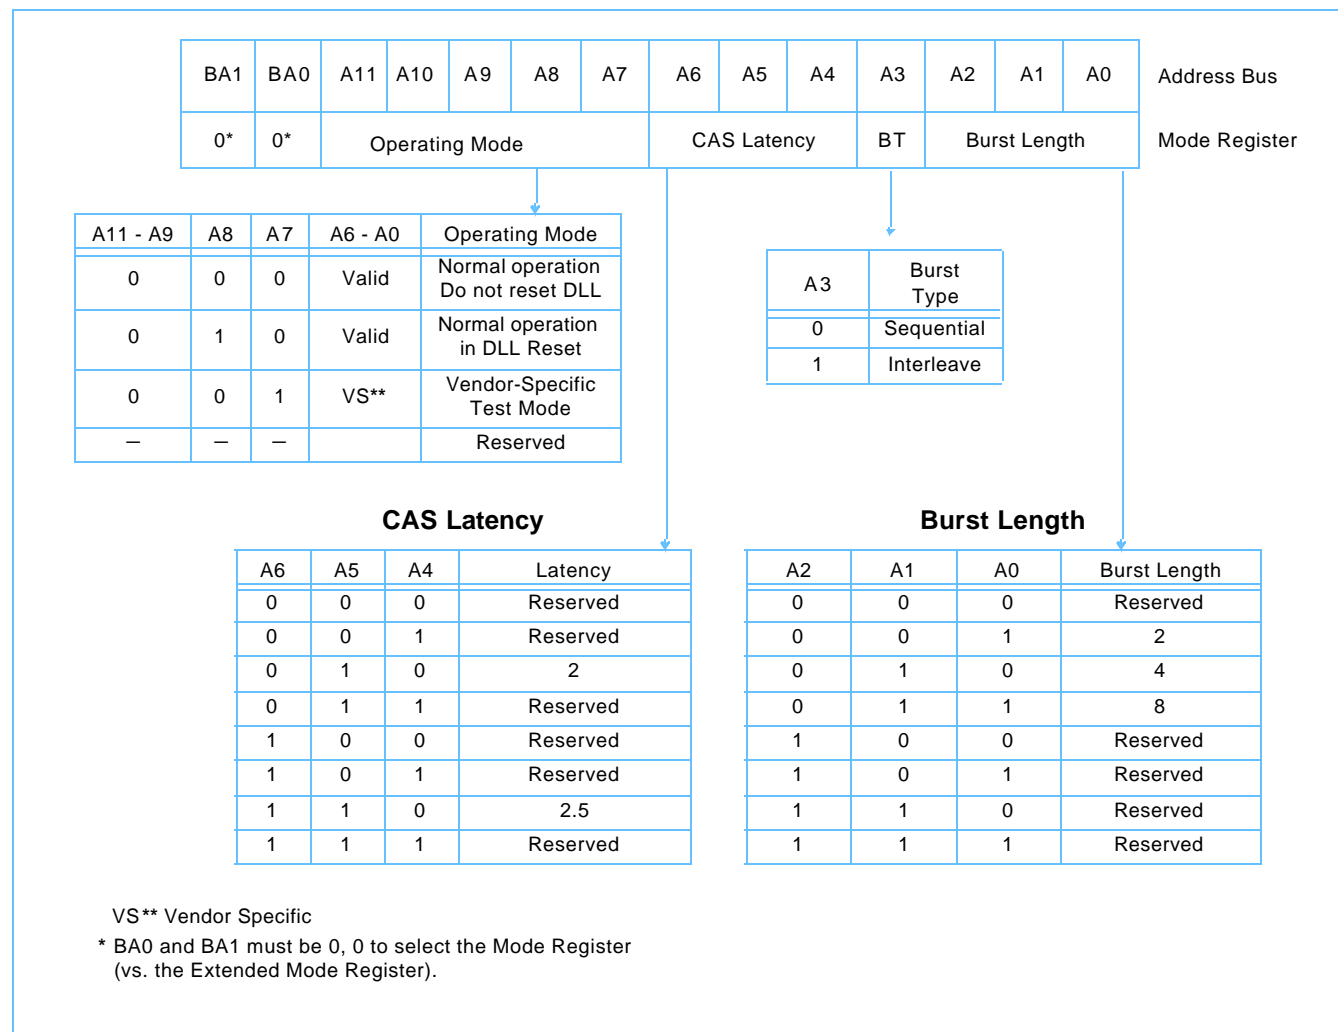 BA1 BA0 A11 A10 A9 A8 A7 A6 A5 A4 A3 A2 A1 A0 Address Bus
0* 0* Operating Mode CAS Latency BT Burst Length Mode Register
A11 - A9 A8 A7 A6 - A0 Operating Mode
0 0 0 Valid Normal operation
Do not reset DLL
0 1 0 Valid Normal operation
in DLL Reset
0 0 1 VS** Vendor-Specific
Test Mode
— — — Reserved
A3 Burst
Type
0 Sequential
1 Interleave
CAS Latency
A6 A5 A4 Latency
0 0 0 Reserved
0 0 1 Reserved
0 1 0 2
0 1 1 Reserved
1 0 0 Reserved
1 0 1 Reserved
1 1 0 2.5
1 1 1 Reserved
Burst Length
A2 A1 A0 Burst Length
0 0 0 Reserved
0 0 1 2
0 1 0 4
0 1 1 8
1 0 0 Reserved
1 0 1 Reserved
1 1 0 Reserved
1 1 1 Reserved
VS** Vendor Specific
* BA0 and BA1 must be 0, 0 to select the Mode Register
(vs. the Extended Mode Register).